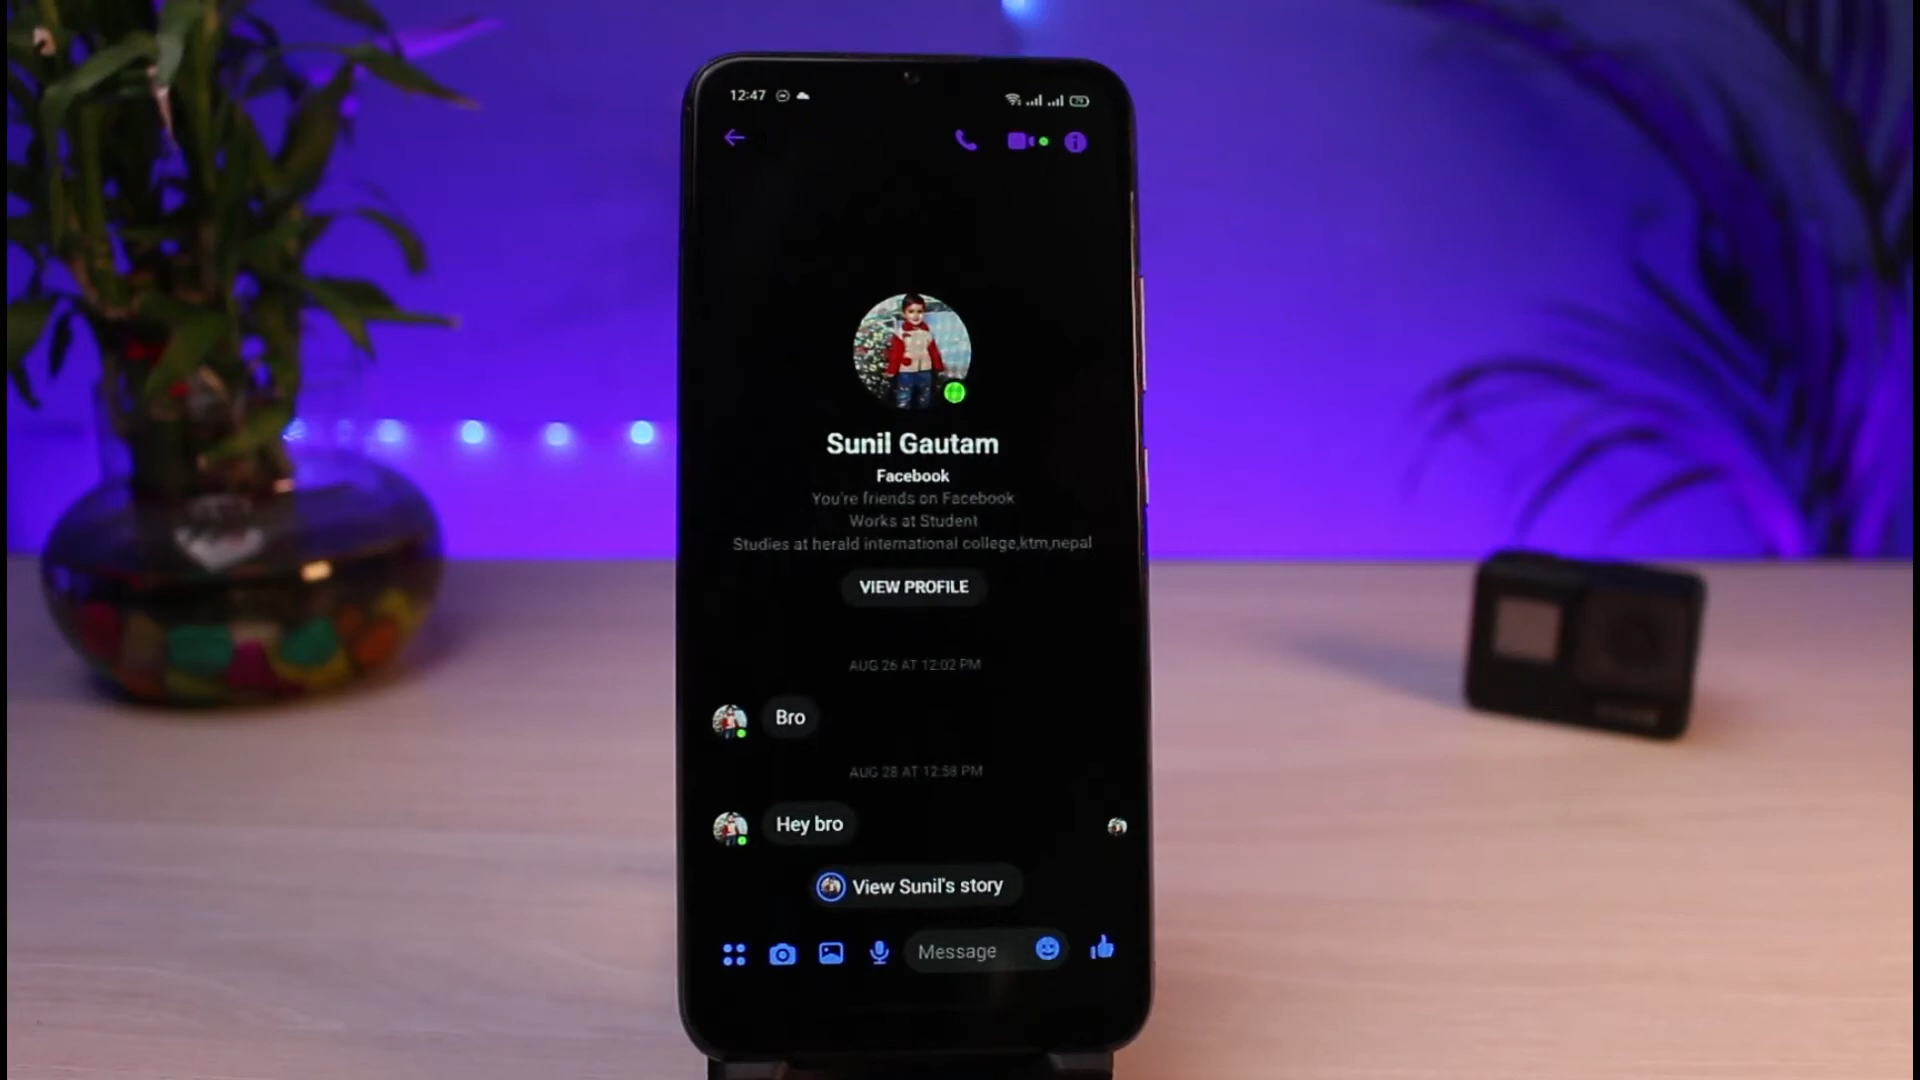 12:47
Sunil Gautam
Facebook
You're friends on Facebook
Works at Student
Studies at herald international college,ktm,nepal
VIEW PROFILE
AUG 26 AT 12:02 PM
Bro
AUG 28 AT 12:58 PM
Hey bro
View Sunil's story
Message